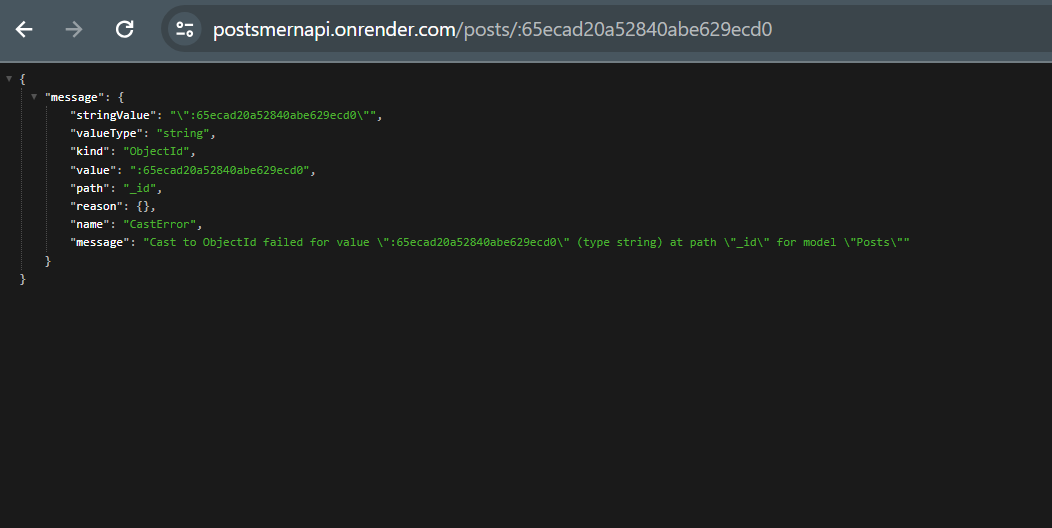 postsmernapi.onrender.com/posts/:65ecad20a52840abe629ecd0
{
"message": {
"stringValue": "\":65ecad20a52840abe629ecd0\"",
"valueType": "string",
"kind": "ObjectId",
"value": ":65ecad20a52840abe629ecd0",
"path": "_id",
"reason": {},
"name": "CastError",
"message": "Cast to ObjectId failed for value \":65ecad20a52840abe629ecd0\" (type string) at path \"_id\" for model \"Posts\""
}
}